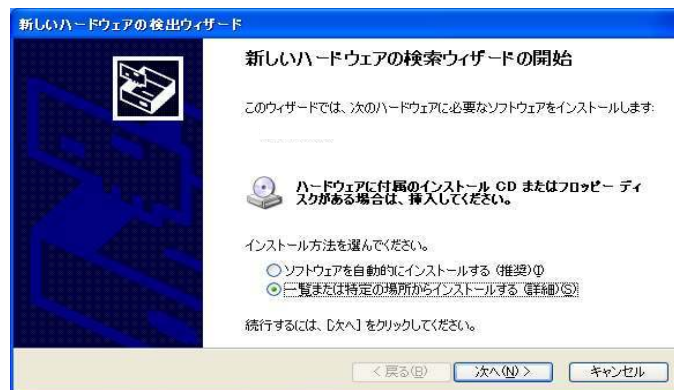 新しいハードウェアの検出ウィザード
新しいハードウェアの検索ウィザードの開始
このウィザードでは、次のハードウェアに必要なソフトウェアをインストールします:
ハードウェアに付属のインストール CD またはフロッピー ディ
スクがある場合は、挿入してください。
インストール方法を選んでください。
ソフトウェアを自動的にインストールする (推奨)(I)
一覧または特定の場所からインストールする (詳細)(S)
続行するには、[次へ] をクリックしてください。
< 戻る(B) 次へ(N) > キャンセル